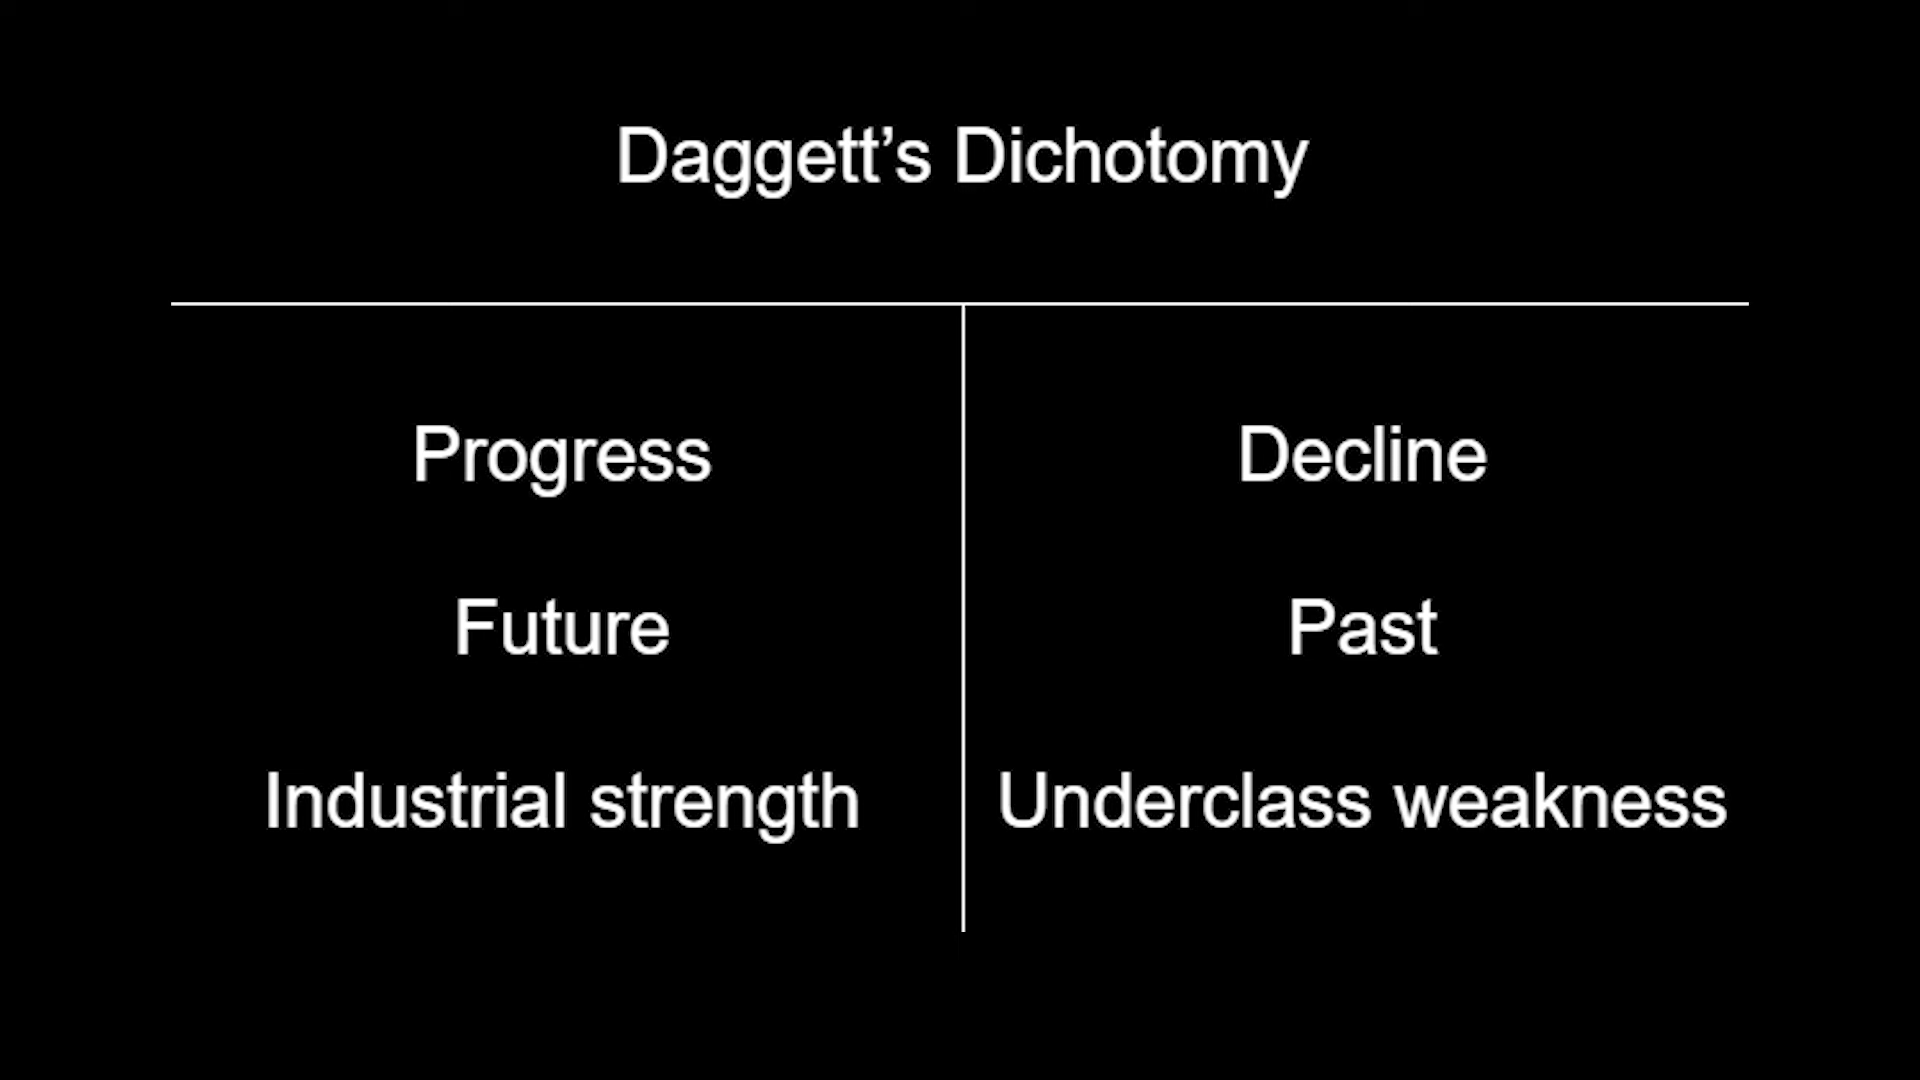 Daggett’s Dichotomy
Progress
Decline
Future
Past
Industrial strength
Underclass weakness